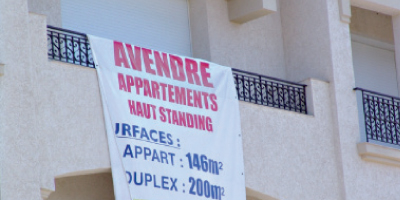 AVENDRE
APPARTEMENTS
HAUT STANDING
URFACES :
APPART : 146m²
OUPLEX : 200m²